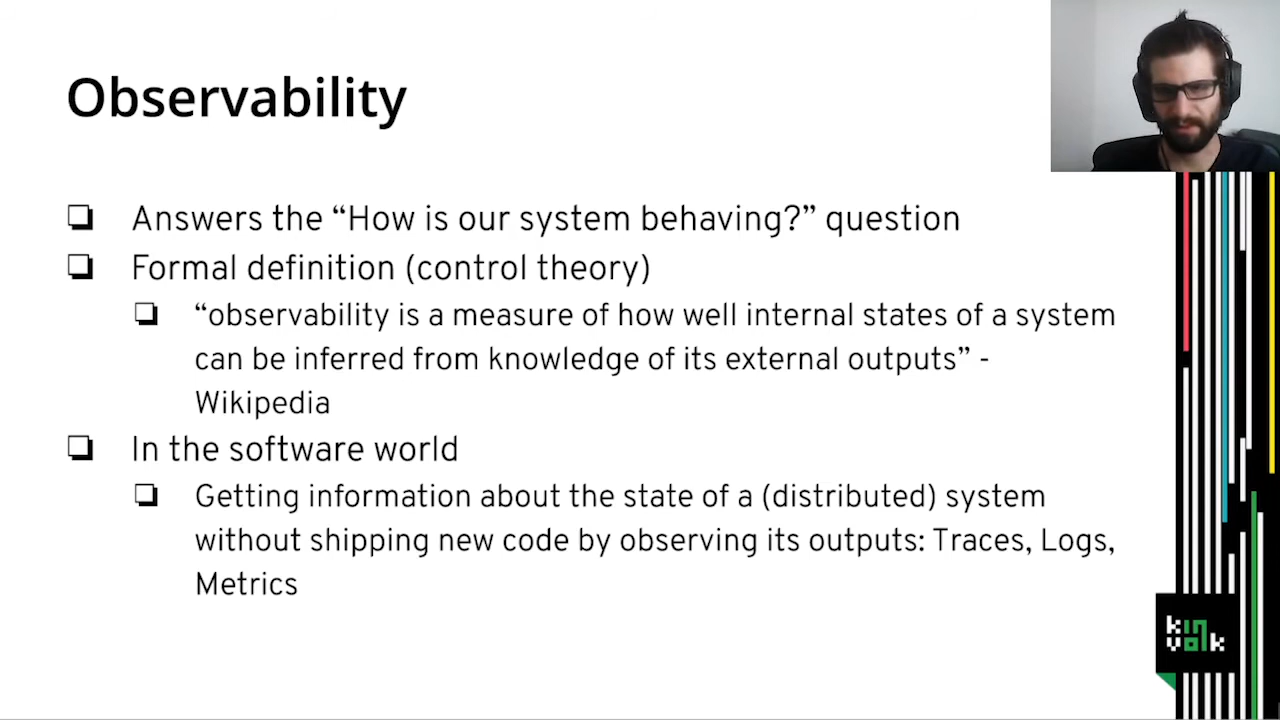 Observability
❏ Answers the “How is our system behaving?” question
❏ Formal definition (control theory)
❏ “observability is a measure of how well internal states of a system
can be inferred from knowledge of its external outputs” -
Wikipedia
❏ In the software world
❏ Getting information about the state of a (distributed) system
without shipping new code by observing its outputs: Traces, Logs,
Metrics
kin
volk